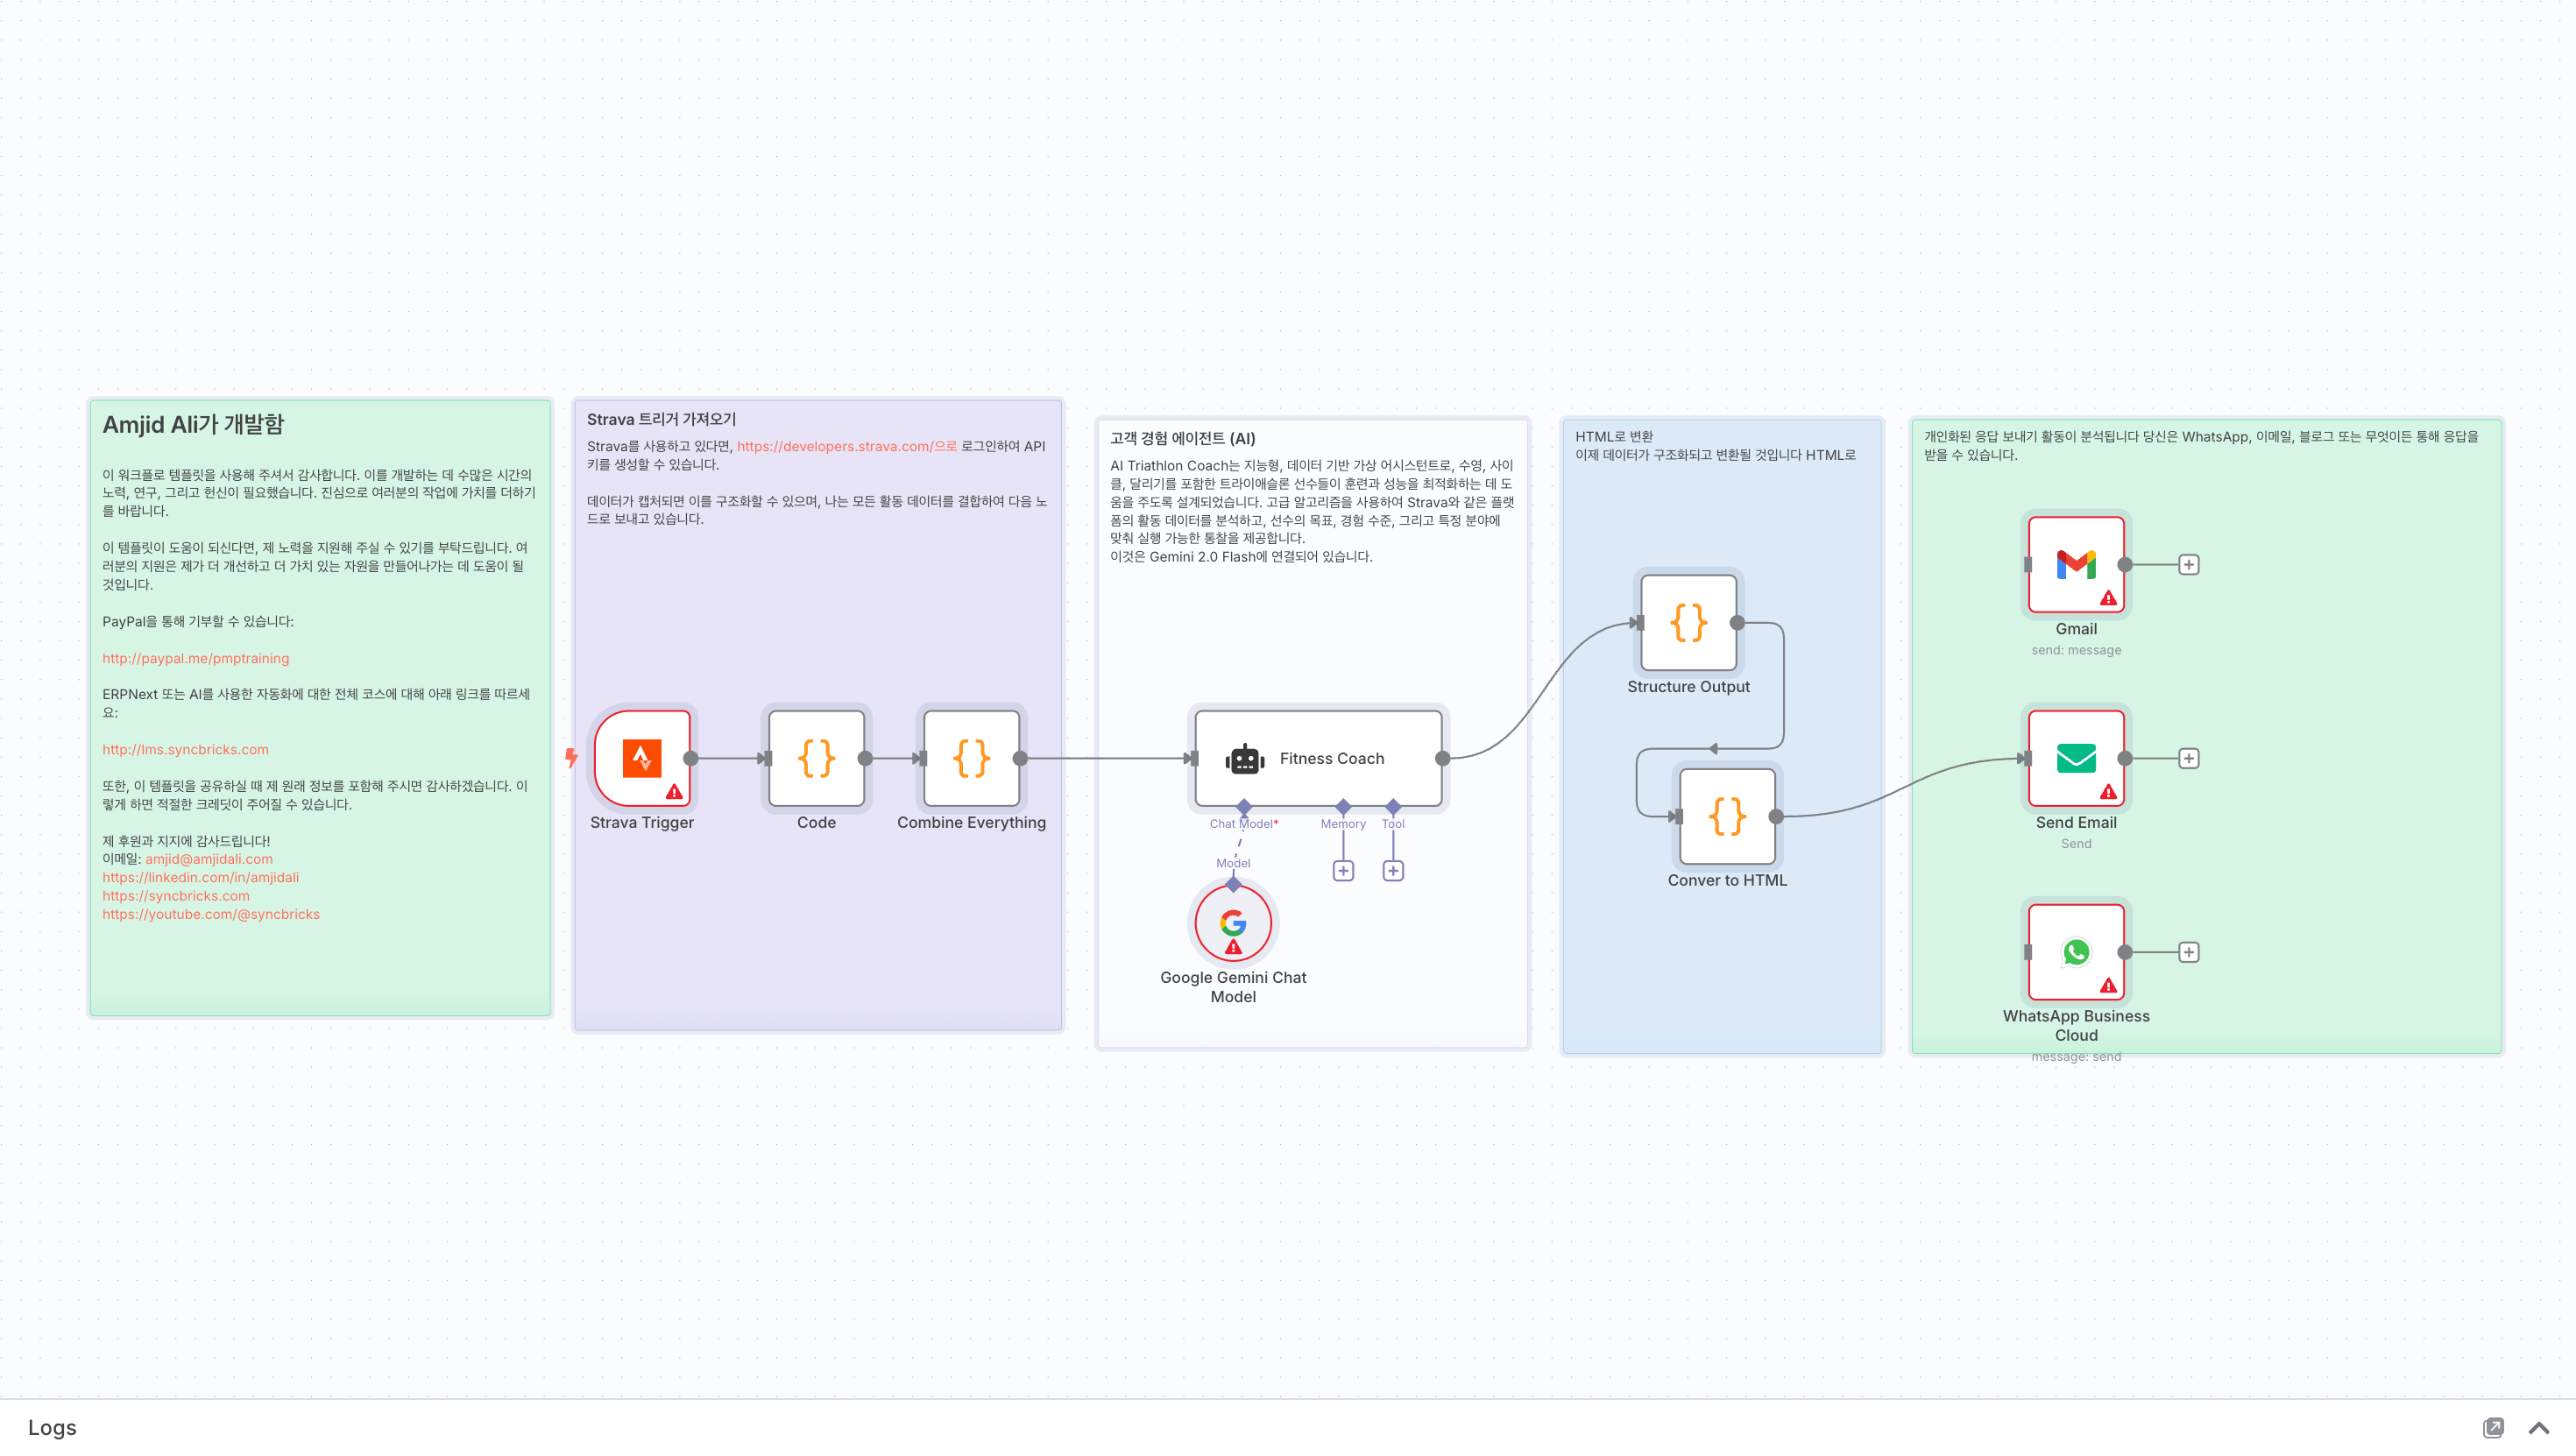 Amjid Ali가 개발함
이 워크플로 템플릿을 사용해 주셔서 감사합니다. 이를 개발하는 데 수많은 시간의
노력, 연구, 그리고 헌신이 필요했습니다. 진심으로 여러분의 작업에 가치를 더하기
를 바랍니다.
이 템플릿이 도움이 되신다면, 제 노력을 지원해 주실 수 있기를 부탁드립니다. 여
러분의 지원은 제가 더 개선하고 더 가치 있는 자원을 만들어나가는 데 도움이 될
것입니다.
PayPal을 통해 기부할 수 있습니다:
http://paypal.me/pmptraining
ERPNext 또는 AI를 사용한 자동화에 대한 전체 코스에 대해 아래 링크를 따르세
요:
http://lms.syncbricks.com
또한, 이 템플릿을 공유하실 때 제 원래 정보를 포함해 주시면 감사하겠습니다. 이
렇게 하면 적절한 크레딧이 주어질 수 있습니다.
제 후원과 지지에 감사드립니다!
이메일: amjid@amjidali.com
https://linkedin.com/in/amjidali
https://syncbricks.com
https://youtube.com/@syncbricks
Strava 트리거 가져오기
Strava를 사용하고 있다면, https://developers.strava.com/으로 로그인하여 API
키를 생성할 수 있습니다.
데이터가 캡처되면 이를 구조화할 수 있으며, 나는 모든 활동 데이터를 결합하여 다음 노
드로 보내고 있습니다.
Strava Trigger
Code
Combine Everything
고객 경험 에이전트 (AI)
AI Triathlon Coach는 지능형, 데이터 기반 가상 어시스턴트로, 수영, 사이
클, 달리기를 포함한 트라이애슬론 선수들이 훈련과 성능을 최적화하는 데 도
움을 주도록 설계되었습니다. 고급 알고리즘을 사용하여 Strava와 같은 플랫
폼의 활동 데이터를 분석하고, 선수의 목표, 경험 수준, 그리고 특정 분야에
맞춰 실행 가능한 통찰을 제공합니다.
이것은 Gemini 2.0 Flash에 연결되어 있습니다.
Fitness Coach
Chat Model*
Memory
Tool
Model
Google Gemini Chat
Model
HTML로 변환
이제 데이터가 구조화되고 변환될 것입니다 HTML로
Structure Output
Conver to HTML
개인화된 응답 보내기 활동이 분석됩니다 당신은 WhatsApp, 이메일, 블로그 또는 무엇이든 통해 응답을
받을 수 있습니다.
Gmail
send: message
Send Email
Send
WhatsApp Business
Cloud
message: send
Logs